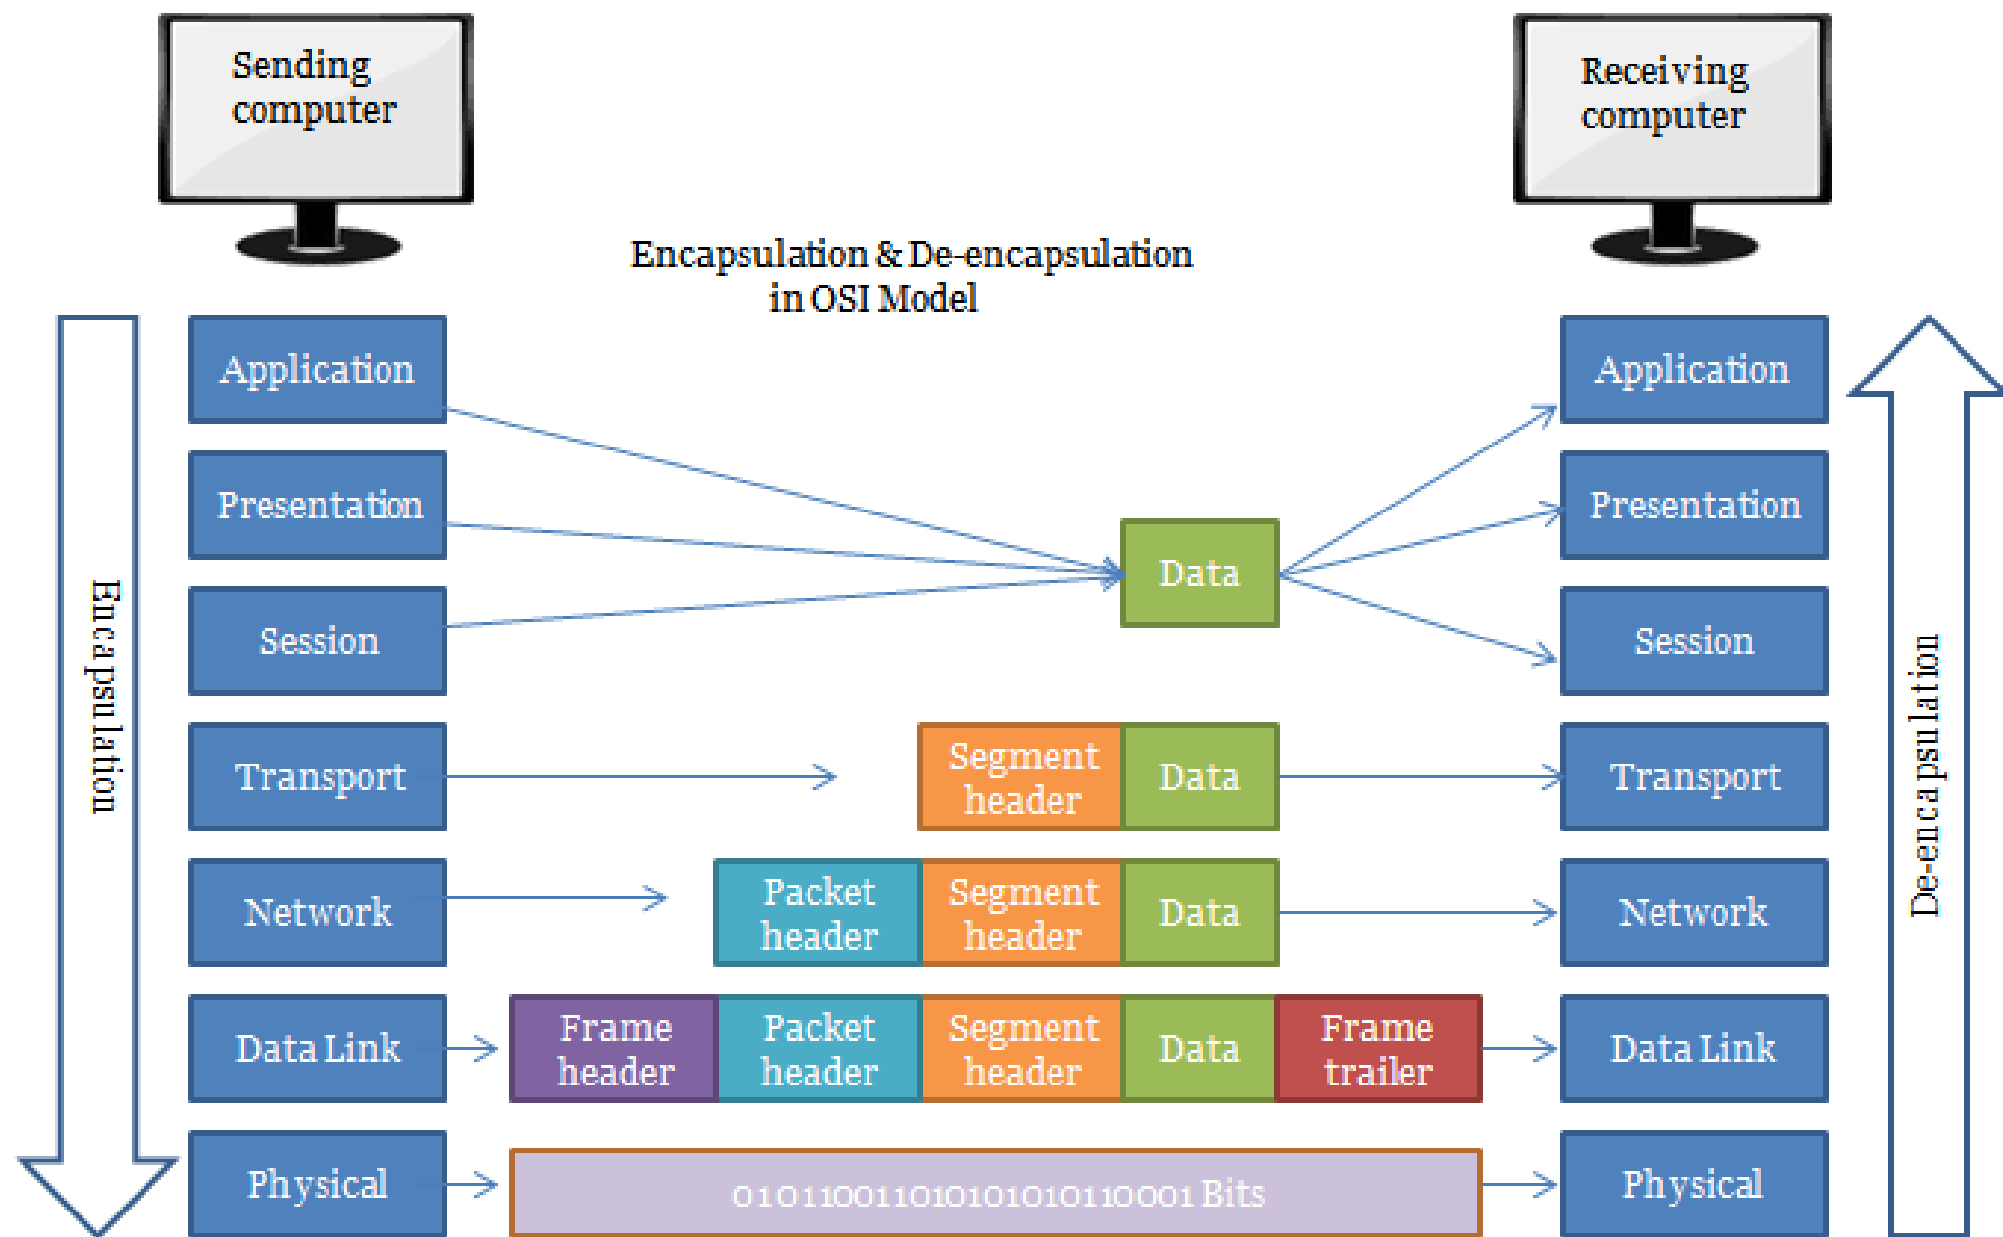 Sending
computer
Receiving
computer
Encapsulation & De-encapsulation
in OSI Model
Encapsulation
De-encapsulation
Application
Application
Presentation
Presentation
Data
Session
Session
Transport
Segment
header
Data
Transport
Network
Packet
header
Segment
header
Data
Network
Data Link
Frame
header
Packet
header
Segment
header
Data
Frame
trailer
Data Link
Physical
010110011010101010110001 Bits
Physical